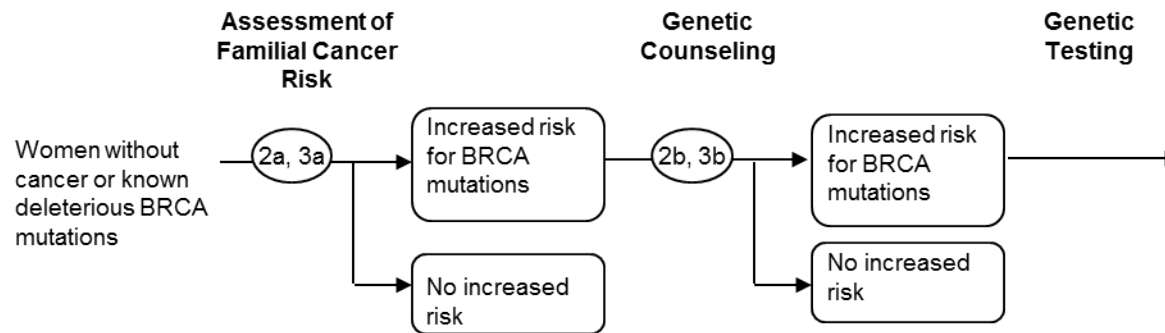 Assessment of
Familial Cancer
Risk
Genetic
Counseling
Genetic
Testing
Women without
cancer or known
deleterious BRCA
mutations
2a, 3a
Increased risk
for BRCA
mutations
2b, 3b
Increased risk
for BRCA
mutations
No increased
risk
No increased
risk